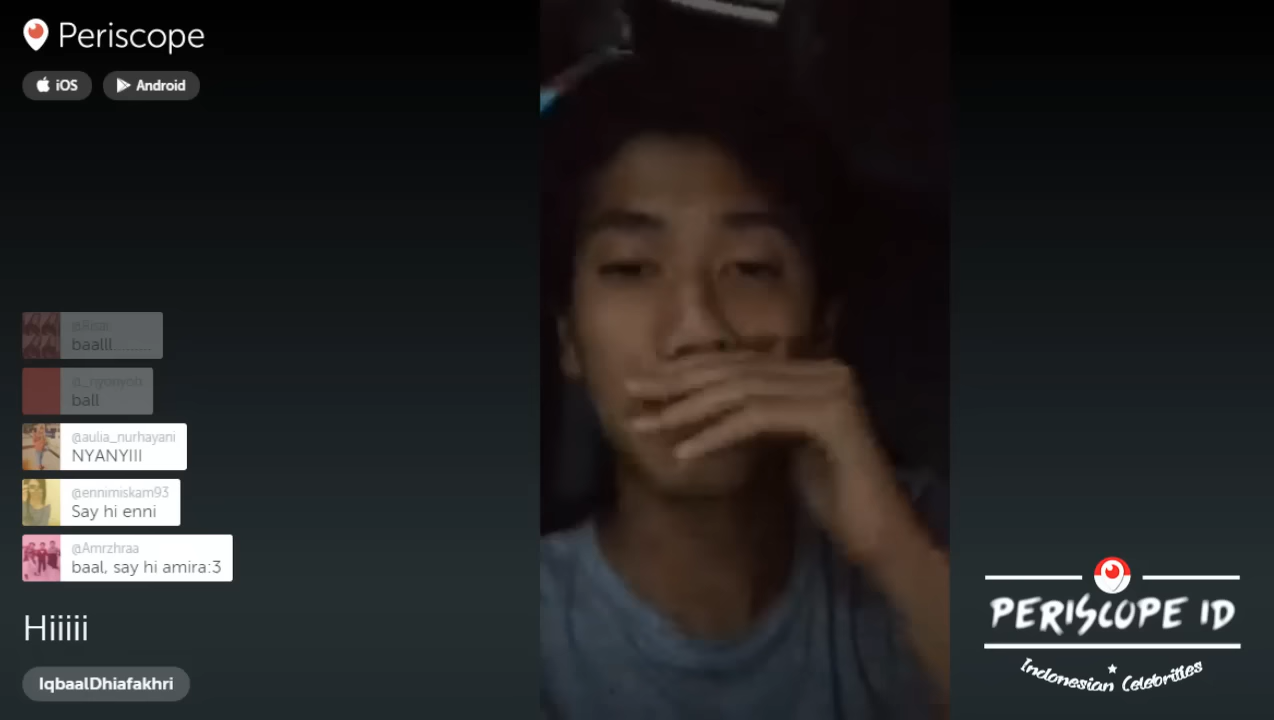 Periscope
iOS
Android
baalll.........
ball
@aulia_nurhayani
NYANYIII
@ennimiskam93
Say hi enni
@Amrzhraa
baal, say hi amira:3
Hiiiii
IqbaalDhiafakhri
PERISCOPE ID
Indonesian Celebrities